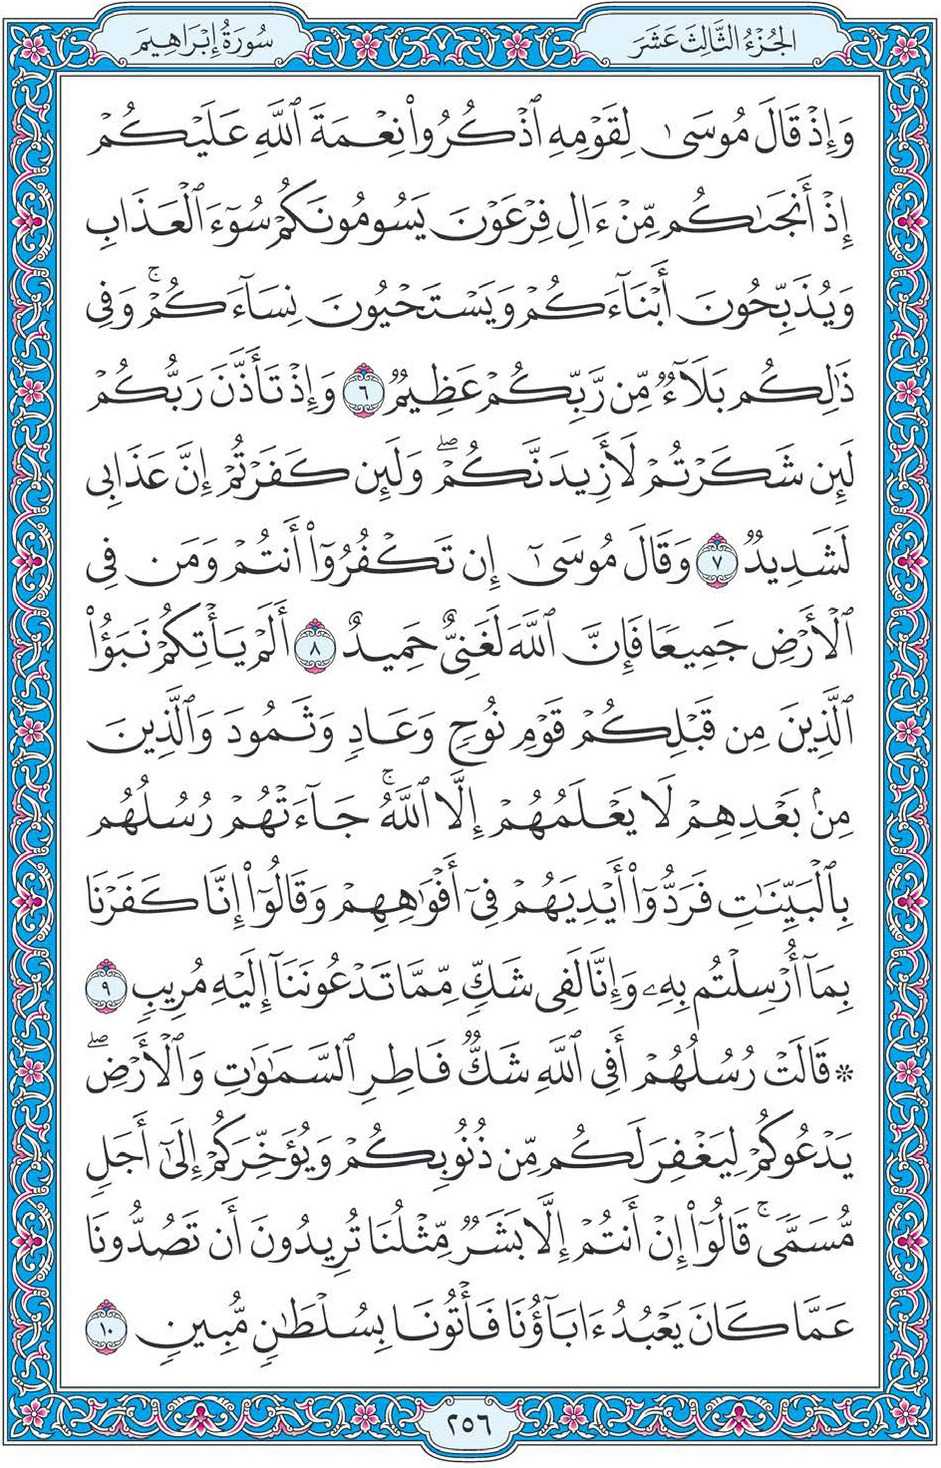 الجُزْءُ الثَّالِثَ عَشَرَ
سُورَةُ إِبْرَاهِيمَ
وَإِذۡ قَالَ مُوسَىٰ لِقَوۡمِهِ ٱذۡكُرُواْ نِعۡمَةَ ٱللَّهِ عَلَيۡكُمۡ
إِذۡ أَنجَىٰكُم مِّنۡ ءَالِ فِرۡعَوۡنَ يَسُومُونَكُمۡ سُوٓءَ ٱلۡعَذَابِ
وَيُذَبِّحُونَ أَبۡنَآءَكُمۡ وَيَسۡتَحۡيُونَ نِسَآءَكُمۡۚ وَفِي
ذَٰلِكُم بَلَآءٞ مِّن رَّبِّكُمۡ عَظِيمٞ ٦ وَإِذۡ تَأَذَّنَ رَبُّكُمۡ
لَئِن شَكَرۡتُمۡ لَأَزِيدَنَّكُمۡۖ وَلَئِن كَفَرۡتُمۡ إِنَّ عَذَابِي
لَشَدِيدٞ ٧ وَقَالَ مُوسَىٰٓ إِن تَكۡفُرُوٓاْ أَنتُمۡ وَمَن فِي
ٱلۡأَرۡضِ جَمِيعٗا فَإِنَّ ٱللَّهَ لَغَنِيٌّ حَمِيدٌ ٨ أَلَمۡ يَأۡتِكُمۡ نَبَؤُاْ
ٱلَّذِينَ مِن قَبۡلِكُمۡ قَوۡمِ نُوحٖ وَعَادٖ وَثَمُودَ وَٱلَّذِينَ
مِنۢ بَعۡدِهِمۡ لَا يَعۡلَمُهُمۡ إِلَّا ٱللَّهُۚ جَآءَتۡهُمۡ رُسُلُهُم
بِٱلۡبَيِّنَٰتِ فَرَدُّوٓاْ أَيۡدِيَهُمۡ فِيٓ أَفۡوَٰهِهِمۡ وَقَالُوٓاْ إِنَّا كَفَرۡنَا
بِمَآ أُرۡسِلۡتُم بِهِۦ وَإِنَّا لَفِي شَكّٖ مِّمَّا تَدۡعُونَنَآ إِلَيۡهِ مُرِيبٖ ٩
۞ قَالَتۡ رُسُلُهُمۡ أَفِي ٱللَّهِ شَكّٞ فَاطِرِ ٱلسَّمَٰوَٰتِ وَٱلۡأَرۡضِۖ
يَدۡعُوكُمۡ لِيَغۡفِرَ لَكُم مِّن ذُنُوبِكُمۡ وَيُؤَخِّرَكُمۡ إِلَىٰٓ أَجَلٖ
مُّسَمّٗىۚ قَالُوٓاْ إِنۡ أَنتُمۡ إِلَّا بَشَرٞ مِّثۡلُنَا تُرِيدُونَ أَن تَصُدُّونَا
عَمَّا كَانَ يَعۡبُدُ ءَابَآؤُنَا فَأۡتُونَا بِسُلۡطَٰنٖ مُّبِينٖ ١٠
٢٥٦